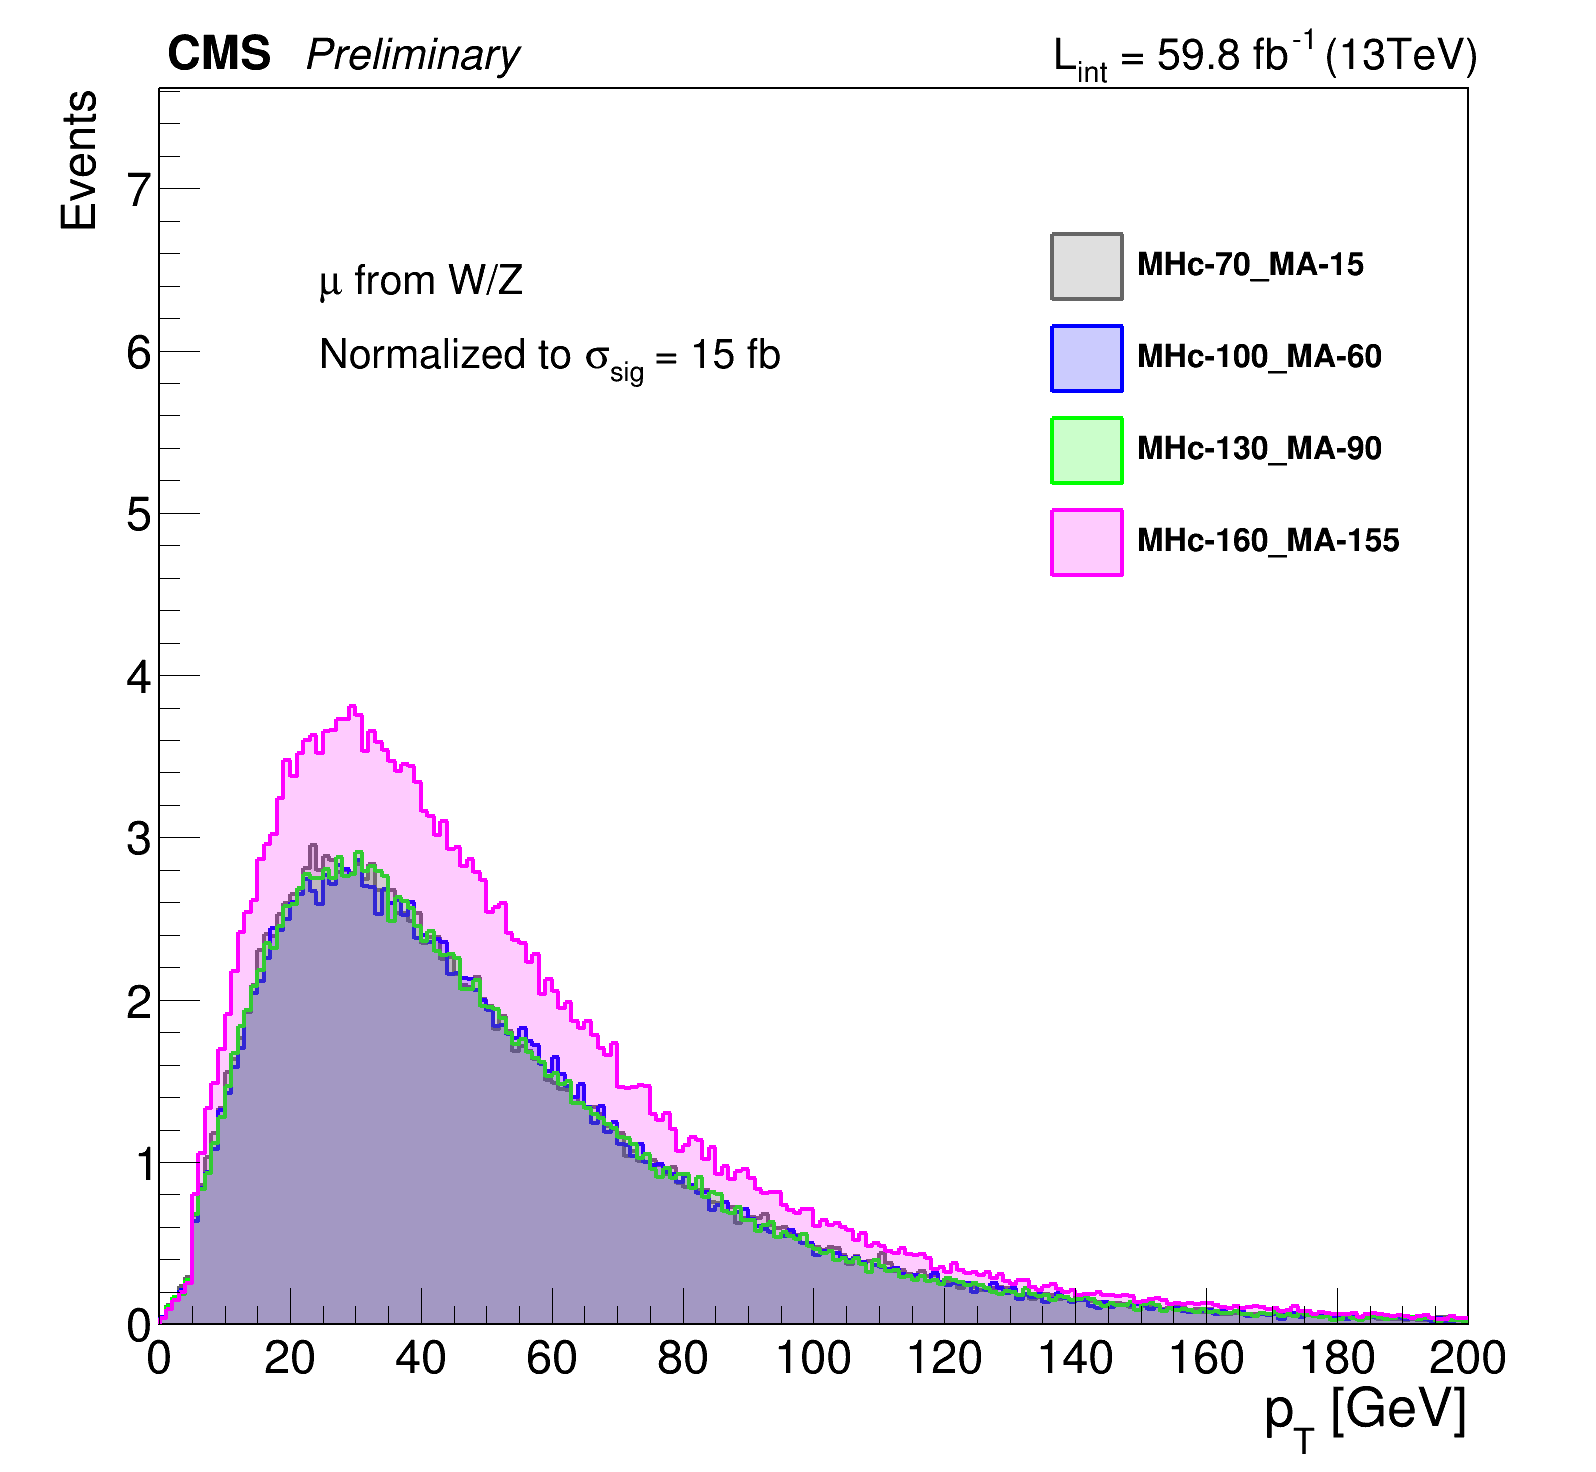 CMS Preliminary
L_int = 59.8 fb^-1 (13TeV)
Events
7
6
5
4
3
2
1
0
μ from W/Z
Normalized to σ_sig = 15 fb
MHc-70_MA-15
MHc-100_MA-60
MHc-130_MA-90
MHc-160_MA-155
0 20 40 60 80 100 120 140 160 180 200
p_T [GeV]